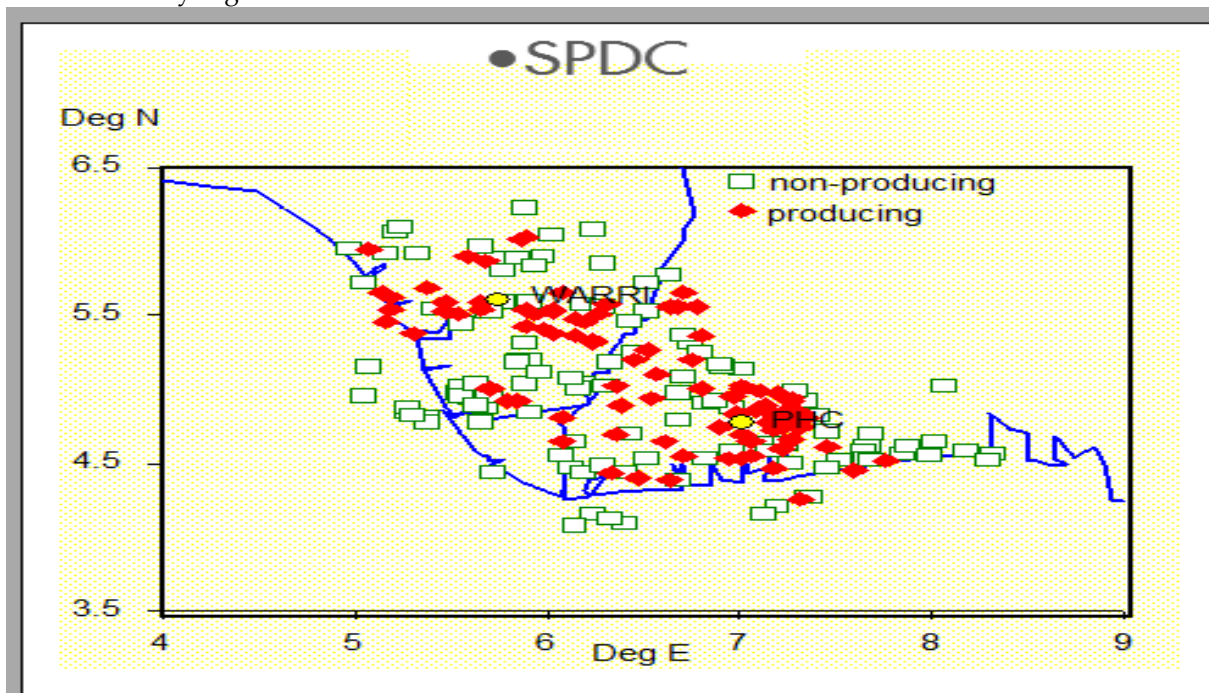 • SPDC
Deg N
6.5
non-producing
producing
5.5
WARRI
PHC
4.5
3.5
4 5 6 7 8 9
Deg E